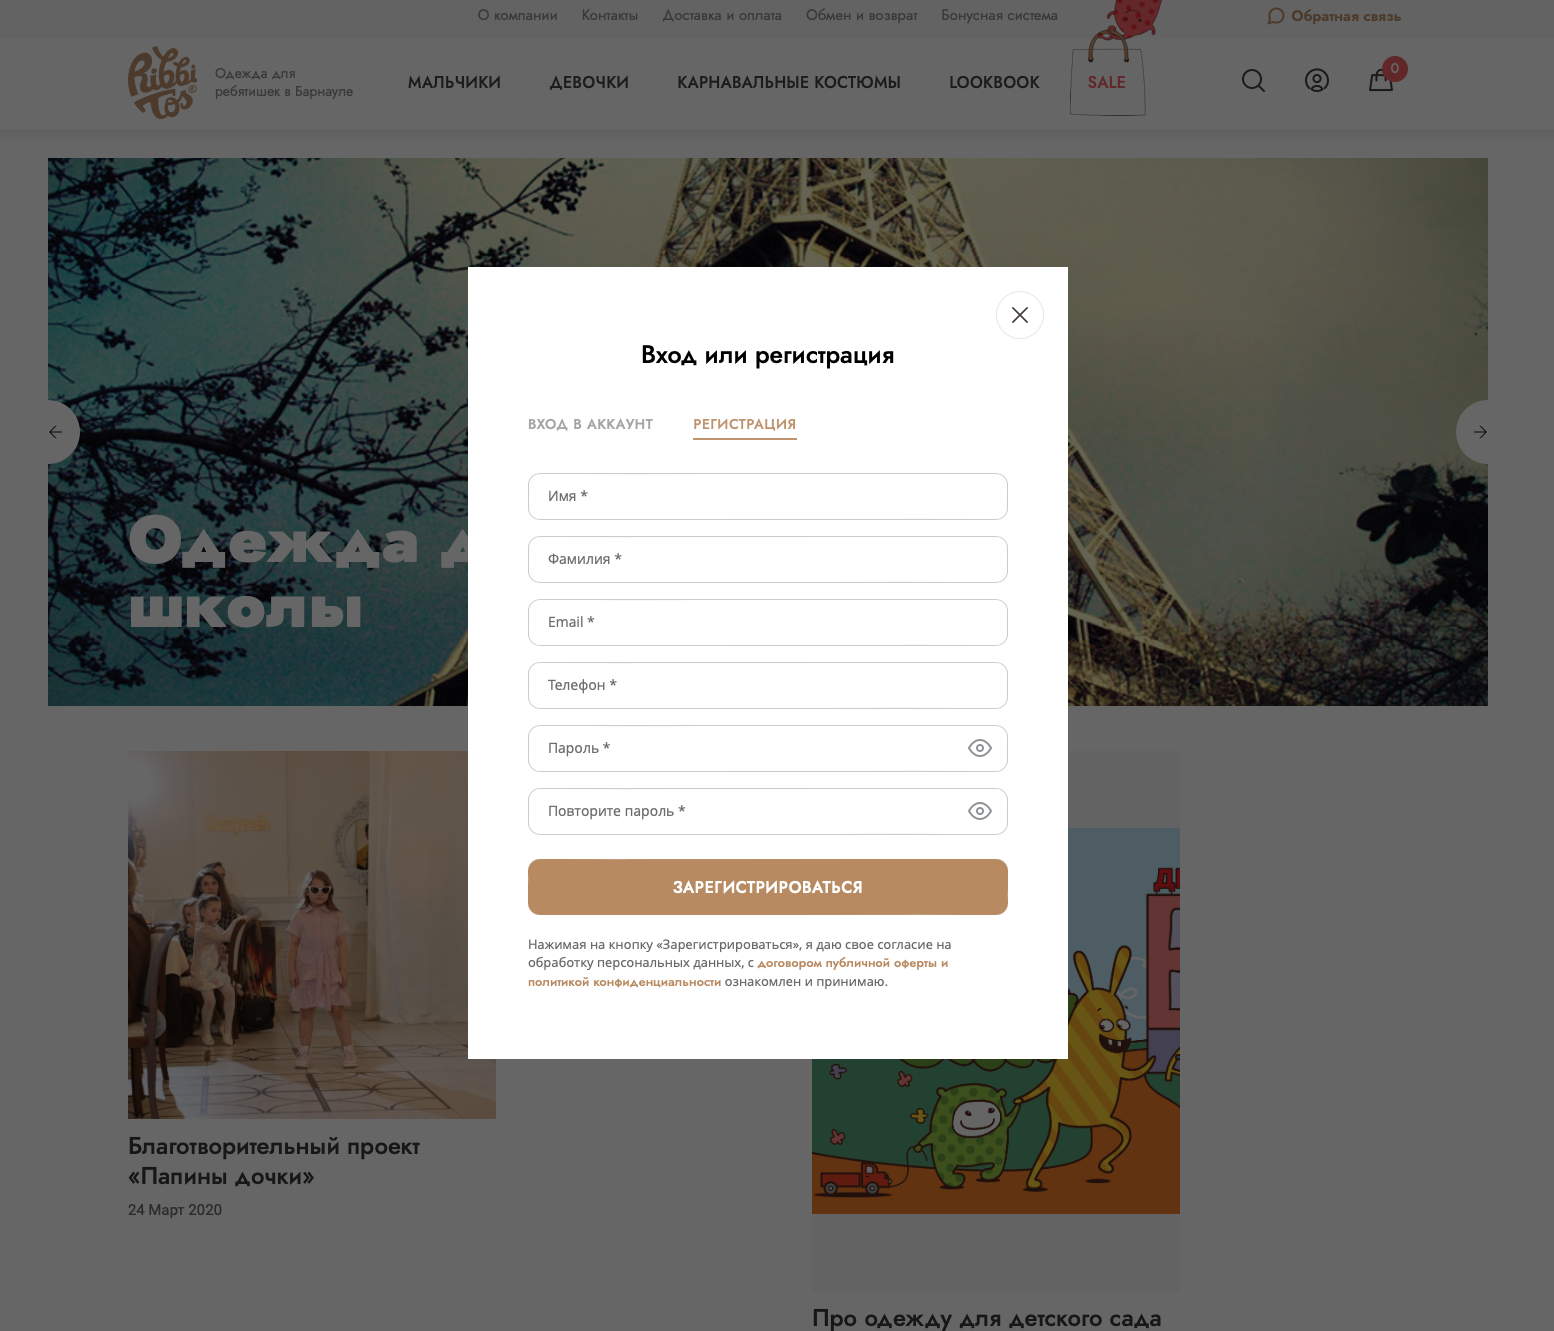 О компании Контакты Доставка и оплата Обмен и возврат Бонусная система Обратная связь
Yo Ribbi Tos®
Одежда для
ребятишек в Барнауле
МАЛЬЧИКИ ДЕВОЧКИ КАРНАВАЛЬНЫЕ КОСТЮМЫ LOOKBOOK SALE 0
Одежда д
школы
Вход или регистрация
ВХОД В АККАУНТ РЕГИСТРАЦИЯ
Имя *
Фамилия *
Email *
Телефон *
Пароль *
Повторите пароль *
ЗАРЕГИСТРИРОВАТЬСЯ
Нажимая на кнопку «Зарегистрироваться», я даю свое согласие на
обработку персональных данных, с договором публичной оферты и
политикой конфиденциальности ознакомлен и принимаю.
Благотворительный проект
«Папины дочки»
24 Март 2020
Про одежду для детского сада